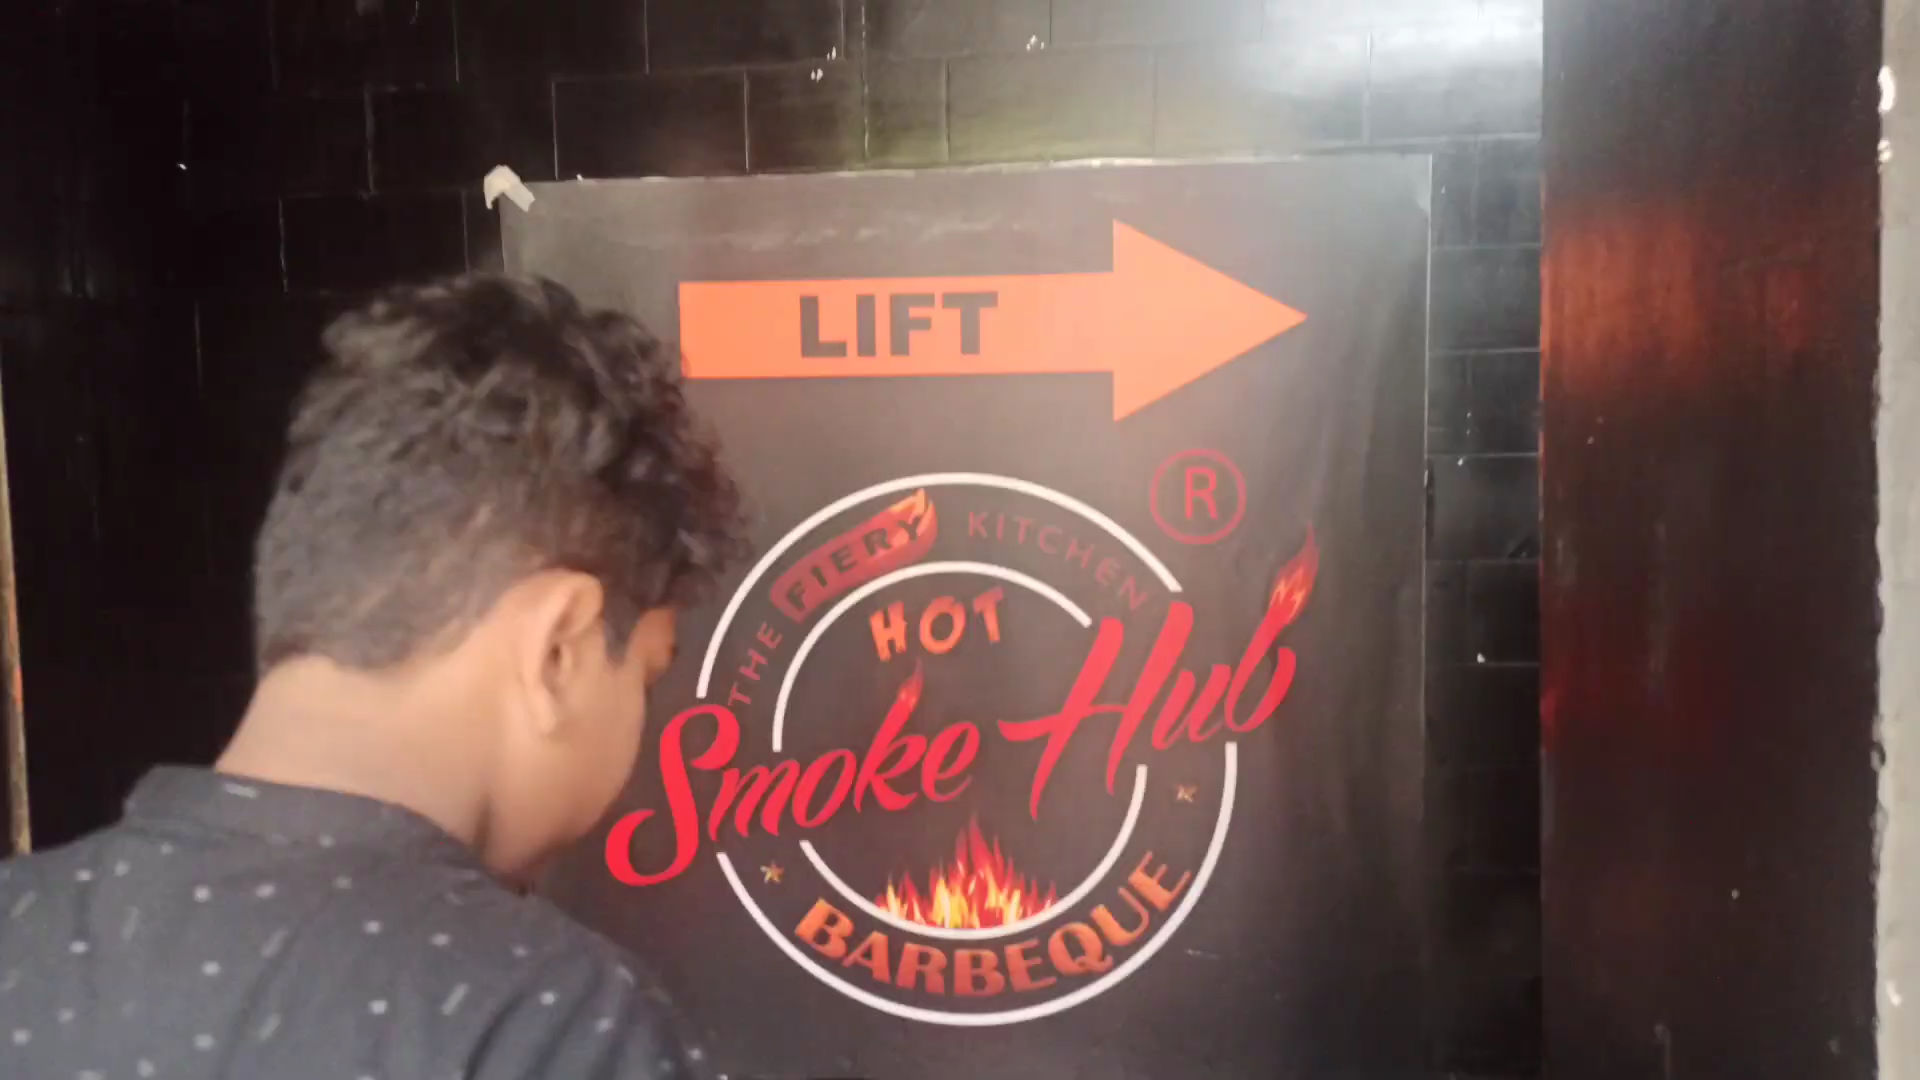 LIFT
®
THE FIERY KITCHEN
HOT
Smoke Hub
BARBEQUE